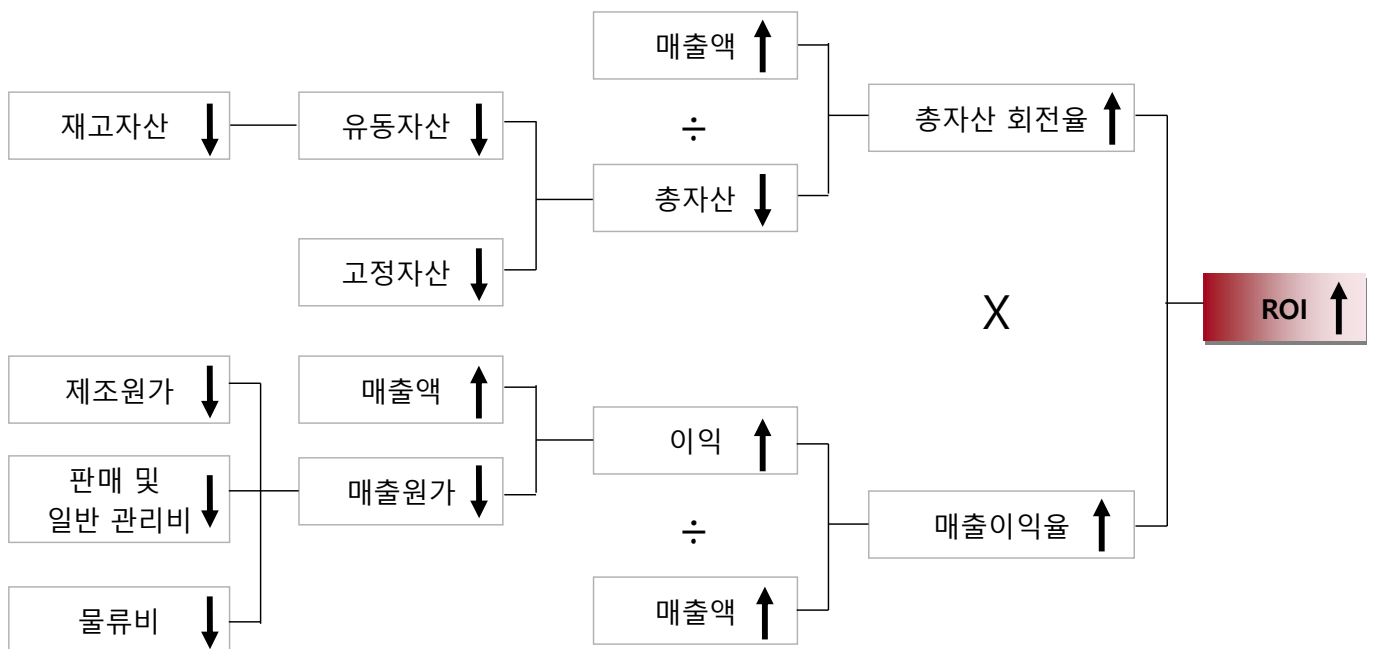 매출액
재고자산
유동자산
÷
총자산 회전율
총자산
고정자산
X
ROI
제조원가
매출액
이익
판매 및
일반 관리비
매출원가
÷
매출이익율
물류비
매출액